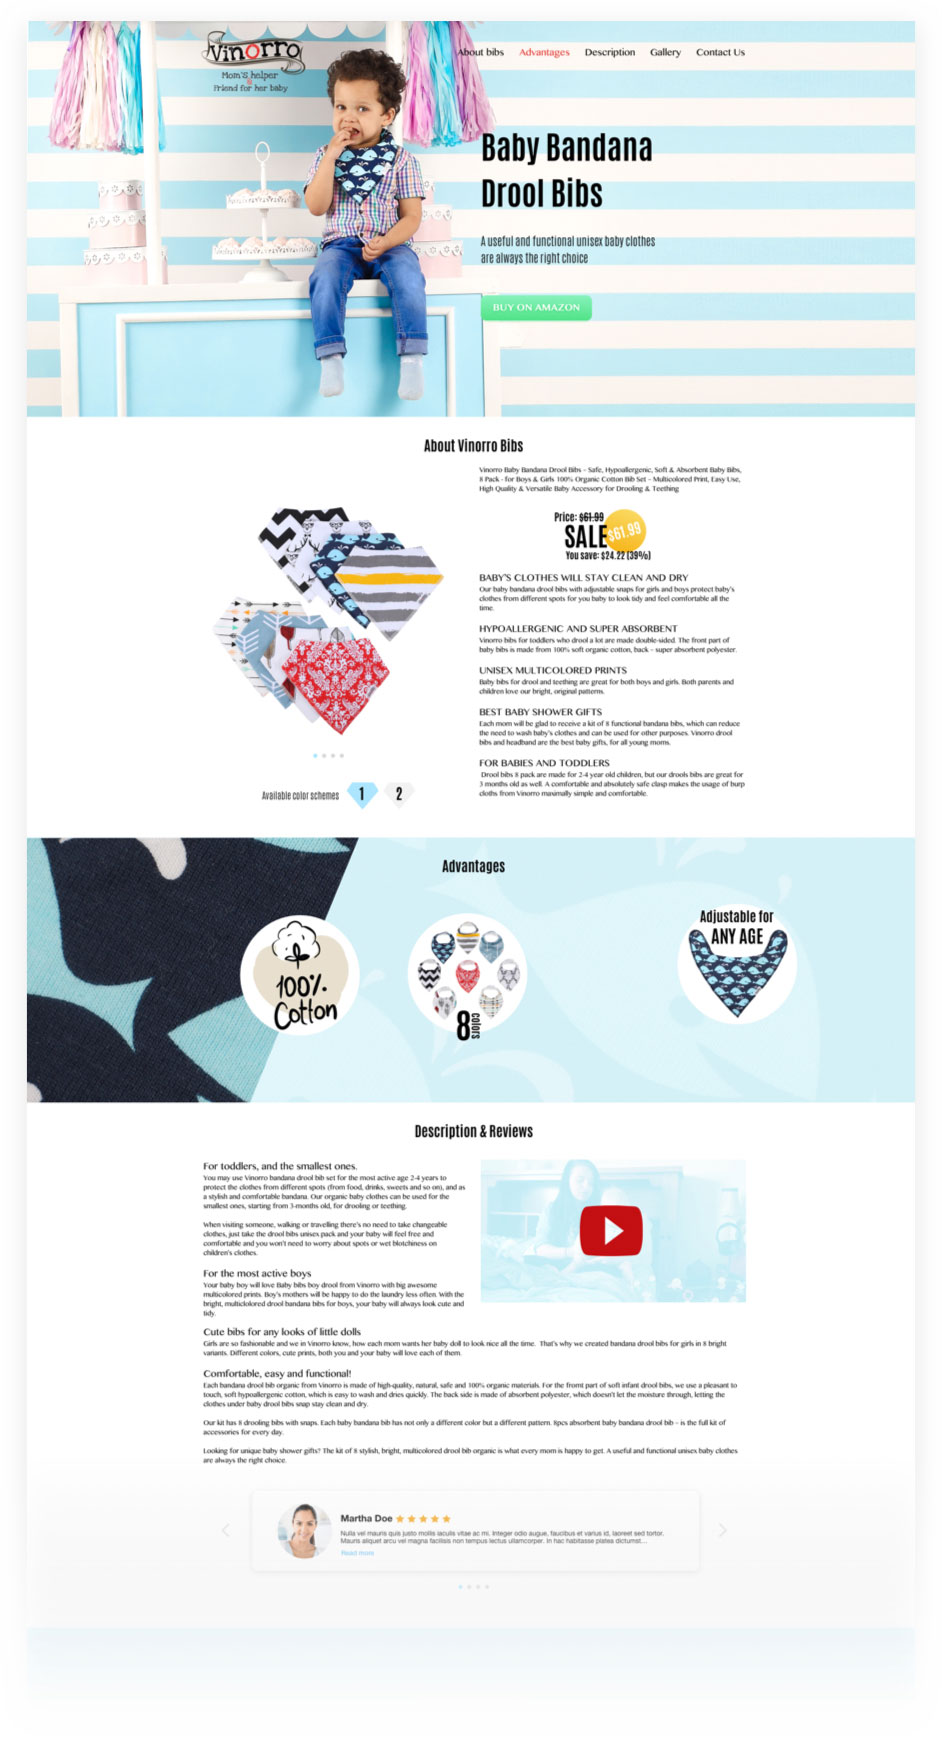 Vinorro
Mom's helper
&
Friend for her baby
About bibs Advantages Description Gallery Contact Us
Baby Bandana
Drool Bibs
A useful and functional unisex baby clothes
are always the right choice
BUY ON AMAZON
About Vinorro Bibs
Vinorro Baby Bandana Drool Bibs – Safe, Hypoallergenic, Soft & Absorbent Baby Bibs,
8 Pack - for Boys & Girls 100% Organic Cotton Bib Set – Multicolored Print, Easy Use,
High Quality & Versatile Baby Accessory for Drooling & Teething
Price: $61.99
SALE $61.99
You save: $24.22 (39%)
BABY'S CLOTHES WILL STAY CLEAN AND DRY
Our baby bandana drool bibs with adjustable snaps for girls and boys protect baby's
clothes from different spots for you baby to look tidy and feel comfortable all the
time.
HYPOALLERGENIC AND SUPER ABSORBENT
Vinorro bibs for toddlers who drool a lot are made double-sided. The front part of
baby bibs is made from 100% soft organic cotton, back – super absorbent polyester.
UNISEX MULTICOLORED PRINTS
Baby bibs for drool and teething are great for both boys and girls. Both parents and
children love our bright, original patterns.
BEST BABY SHOWER GIFTS
Each mom will be glad to receive a kit of 8 functional bandana bibs, which can reduce
the need to wash baby's clothes and can be used for other purposes. Vinorro drool
bibs and headband are the best baby gifts, for all young moms.
FOR BABIES AND TODDLERS
Drool bibs 8 pack are made for 2-4 year old children, but our drools bibs are great for
3 months old as well. A comfortable and absolutely safe clasp makes the usage of burp
cloths from Vinorro maximally simple and comfortable.
Available color schemes 1 2
Advantages
100%
Cotton
8 colors
Adjustable for
ANY AGE
Description & Reviews
For toddlers, and the smallest ones.
You may use Vinorro bandana drool bib set for the most active age 2-4 years to
protect the clothes from different spots (from food, drinks, sweets and so on), and as
a stylish and comfortable bandana. Our organic baby clothes can be used for the
smallest ones, starting from 3-months old, for drooling or teething.
When visiting someone, walking or travelling there's no need to take changeable
clothes, just take the drool bibs unisex pack and your baby will feel free and
comfortable and you won't need to worry about spots or wet blotchiness on
children's clothes.
For the most active boys
Your baby boy will love Baby bibs boy drool from Vinorro with big awesome
multicolored prints. Boy's mothers will be happy to do the laundry less often. With the
bright, multiclolored drool bandana bibs for boys, your baby will always look cute and
tidy.
Cute bibs for any looks of little dolls
Girls are so fashionable and we in Vinorro know, how each mom wants her baby doll to look nice all the time. That's why we created bandana drool bibs for girls in 8 bright
variants. Different colors, cute prints, both you and your baby will love each of them.
Comfortable, easy and functional!
Each bandana drool bib organic from Vinorro is made of high-quality, natural, safe and 100% organic materials. For the fromt part of soft infant drool bibs, we use a pleasant to
touch, soft hypoallergenic cotton, which is easy to wash and dries quickly. The back side is made of absorbent polyester, which doesn't let the moisture through, letting the
clothes under baby drool bibs snap stay clean and dry.
Our kit has 8 drooling bibs with snaps. Each baby bandana bib has not only a different color but a different pattern. 8pcs absorbent baby bandana drool bib – is the full kit of
accessories for every day.
Looking for unique baby shower gifts? The kit of 8 stylish, bright, multicolored drool bib organic is what every mom is happy to get. A useful and functional unisex baby clothes
are always the right choice.
Martha Doe
Nulla vel mauris quis justo mollis iaculis vitae ac mi. Integer odio augue, faucibus et varius id, laoreet sed tortor.
Mauris aliquet arcu vel magna facilisis non tempus lectus ullamcorper. In hac habitasse platea dictumst...
Read more